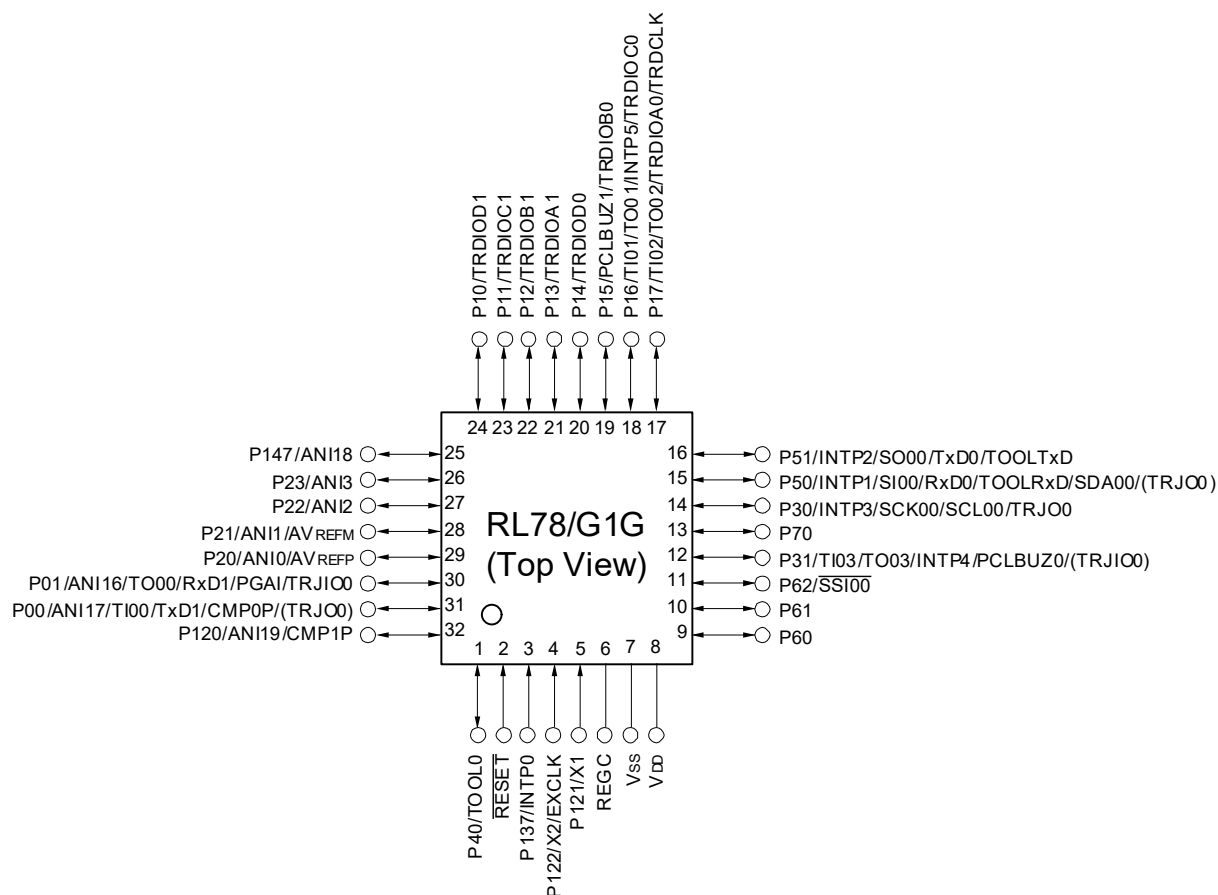 P10/TRDIOD1
P11/TRDIOC1
P12/TRDIOB1
P13/TRDIOA1
P14/TRDIOD0
P15/PCLBUZ1/TRDIOB0
P16/TI01/TO01/INTP5/TRDIOC0
P17/TI02/TO02/TRDIOA0/TRDCLK
24 23 22 21 20 19 18 17
P147/ANI18 25
P23/ANI3 26
P22/ANI2 27
P21/ANI1/AVREFM 28
P20/ANI0/AVREFP 29
P01/ANI16/TO00/RxD1/PGAI/TRJIO0 30
P00/ANI17/TI00/TxD1/CMP0P/(TRJO0) 31
P120/ANI19/CMP1P 32
RL78/G1G
(Top View)
16 P51/INTP2/SO00/TxD0/TOOLTxD
15 P50/INTP1/SI00/RxD0/TOOLRxD/SDA00/(TRJO0)
14 P30/INTP3/SCK00/SCL00/TRJO0
13 P70
12 P31/TI03/TO03/INTP4/PCLBUZ0/(TRJIO0)
11 P62/SSI00
10 P61
9 P60
1 2 3 4 5 6 7 8
P40/TOOL0
RESET
P137/INTP0
P122/X2/EXCLK
P121/X1
REGC
VSS
VDD